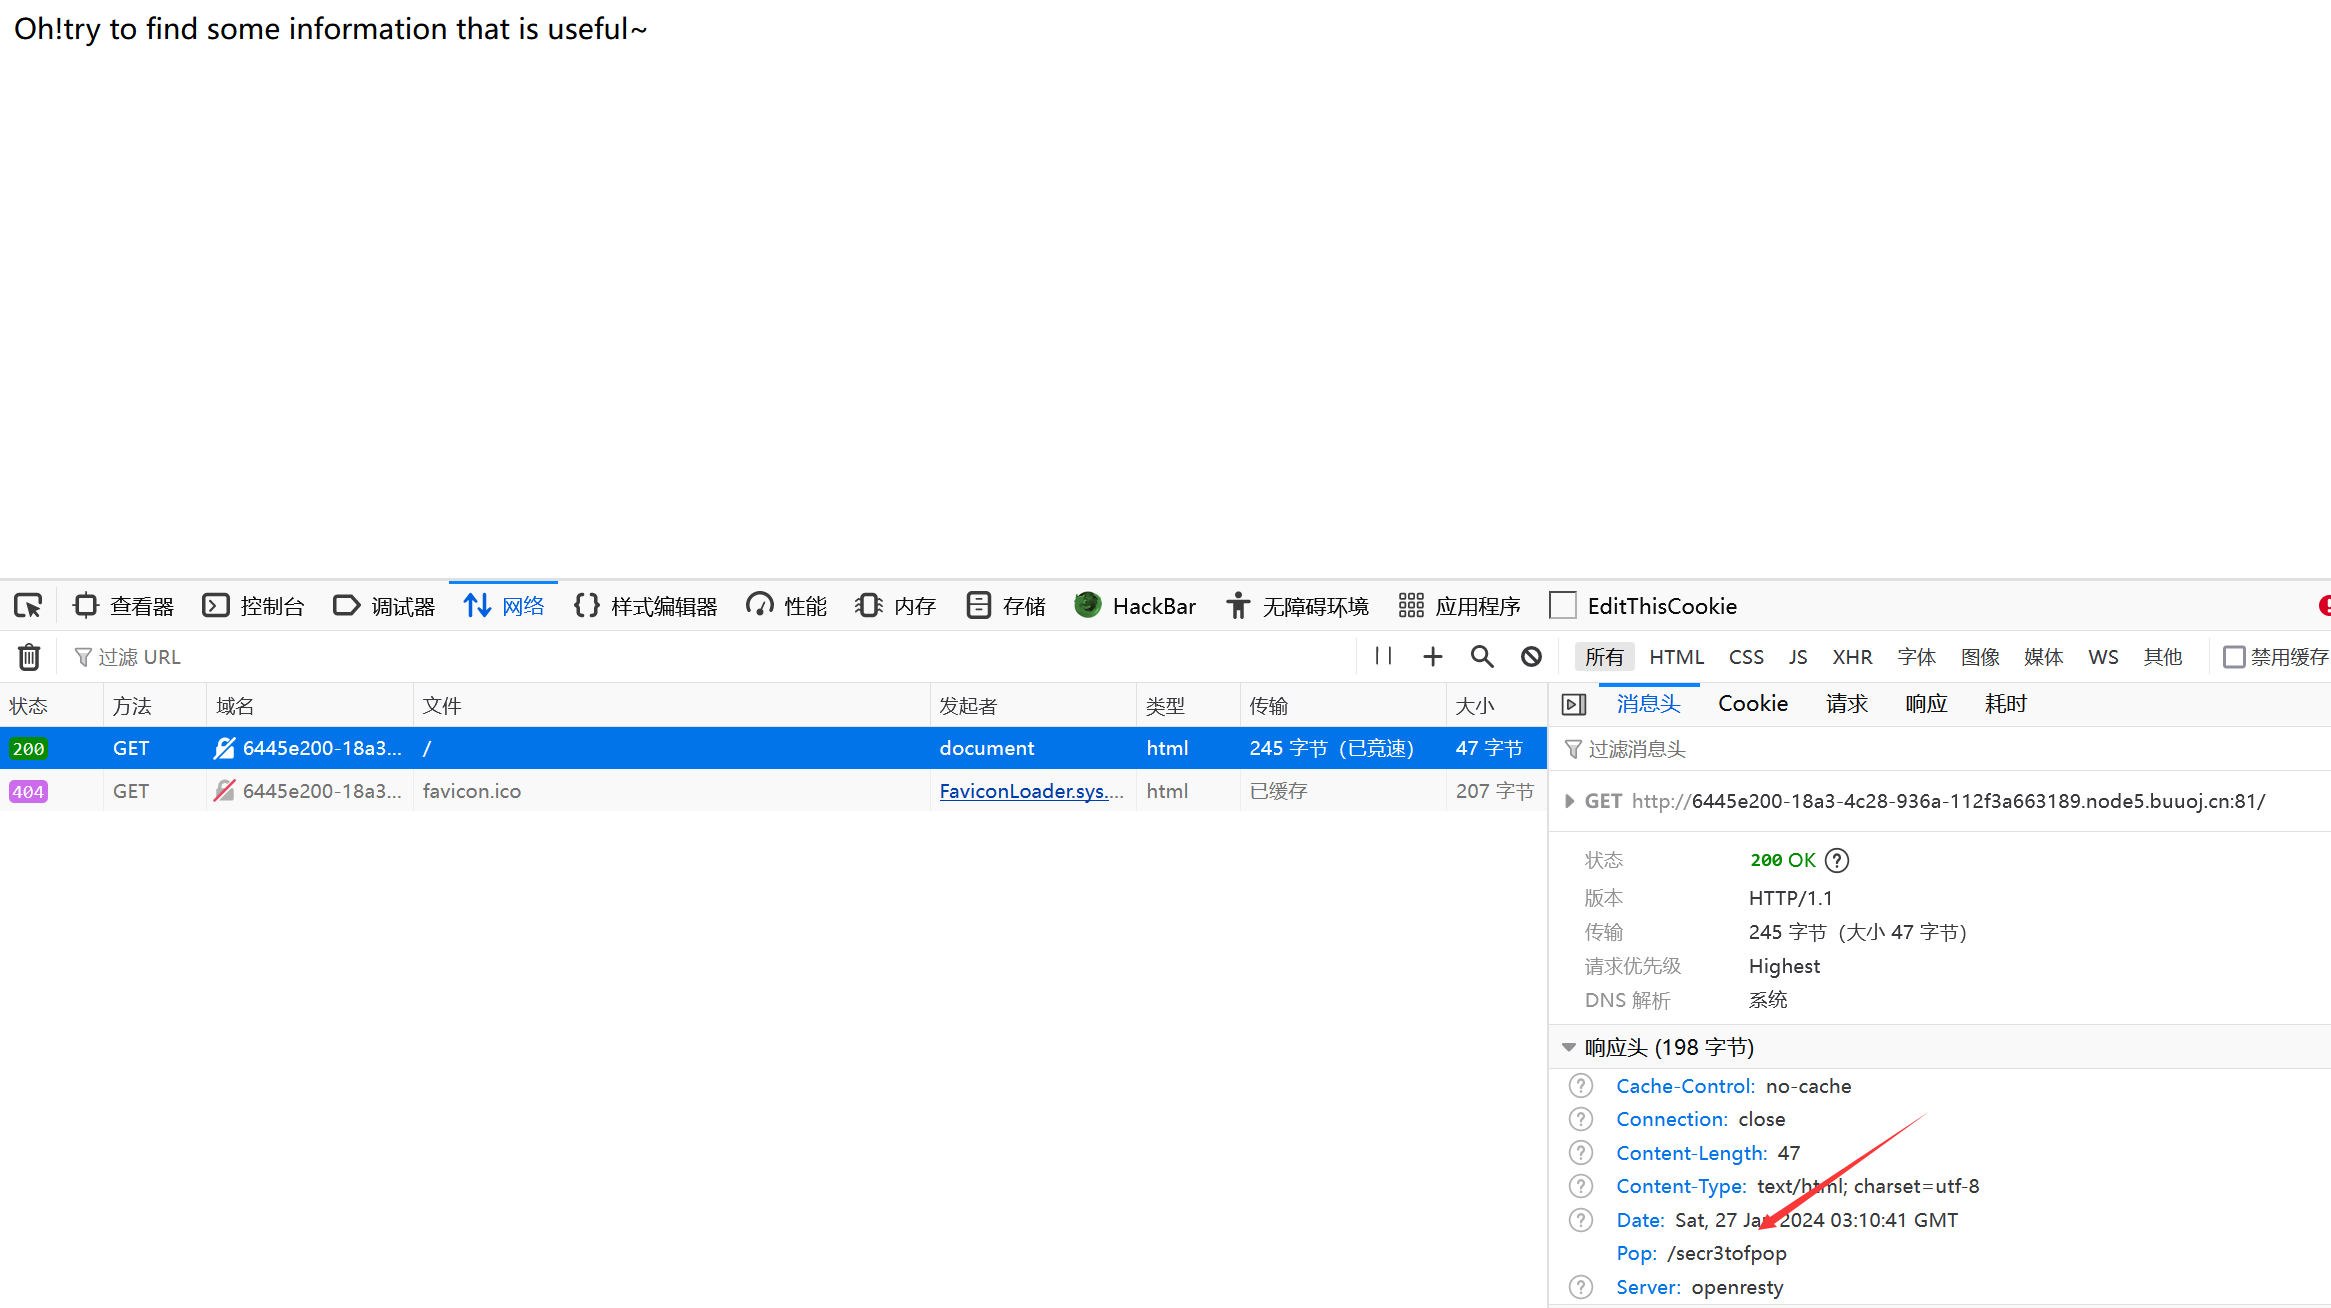 Oh!try to find some information that is useful~
查看器 控制台 调试器 网络 样式编辑器 性能 内存 存储 HackBar 无障碍环境 应用程序 EditThisCookie
过滤 URL 所有 HTML CSS JS XHR 字体 图像 媒体 WS 其他 禁用缓存
状态 方法 域名 文件 发起者 类型 传输 大小
200 GET 6445e200-18a3... / document html 245 字节（已竞速） 47 字节
404 GET 6445e200-18a3... favicon.ico FaviconLoader.sys.... html 已缓存 207 字节
消息头 Cookie 请求 响应 耗时
过滤消息头
GET http://6445e200-18a3-4c28-936a-112f3a663189.node5.buuoj.cn:81/
状态 200 OK
版本 HTTP/1.1
传输 245 字节（大小 47 字节）
请求优先级 Highest
DNS 解析 系统
响应头 (198 字节)
Cache-Control: no-cache
Connection: close
Content-Length: 47
Content-Type: text/html; charset=utf-8
Date: Sat, 27 Jan 2024 03:10:41 GMT
Pop: /secr3tofpop
Server: openresty